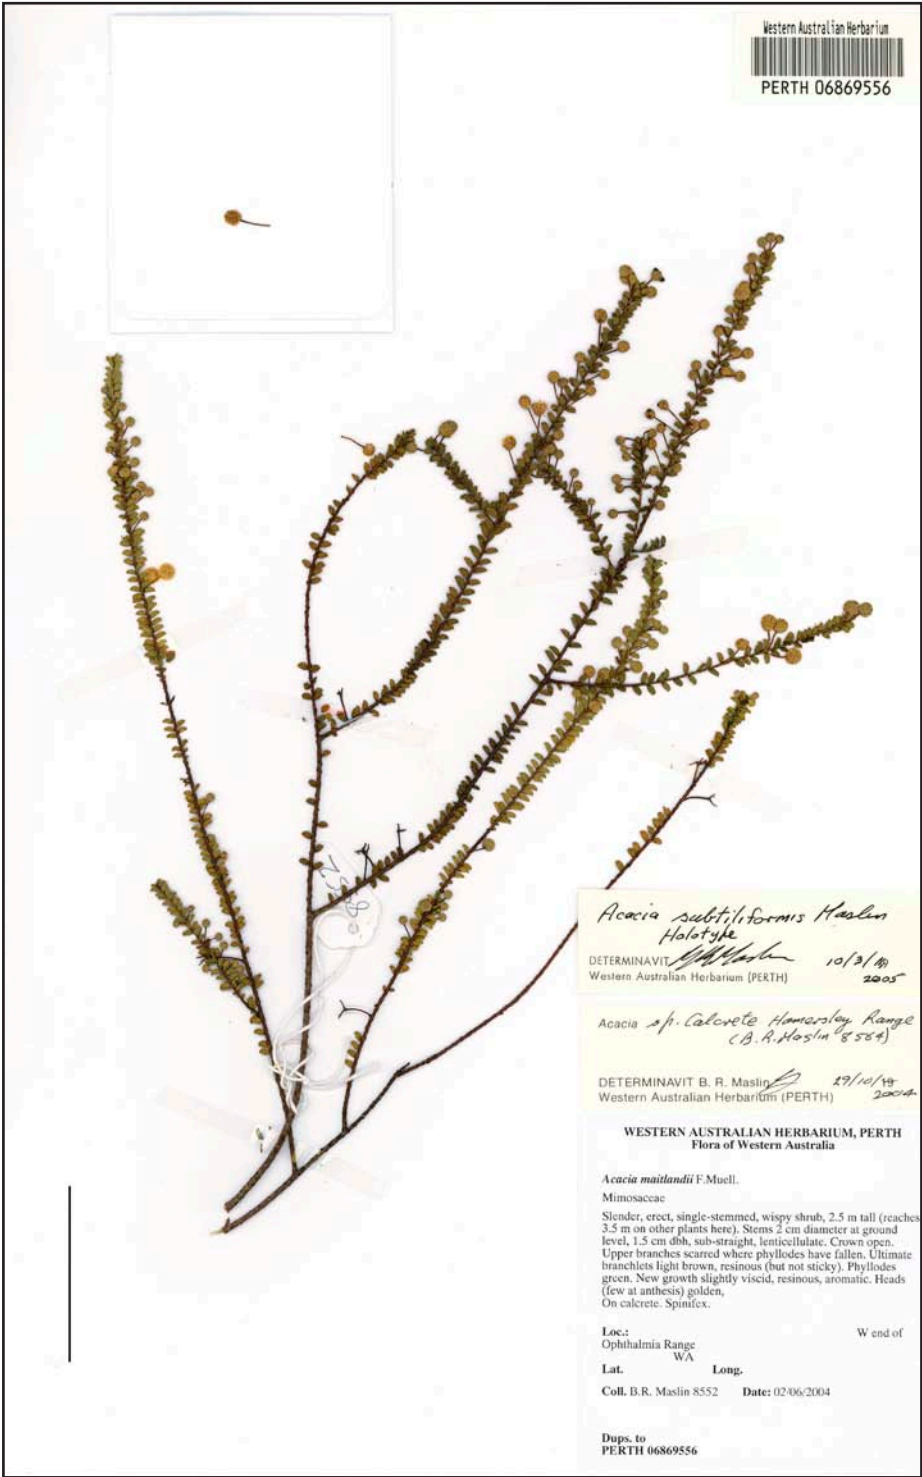 Western Australian Herbarium
PERTH 06869556
8552
Acacia subtiliformis Maslin
Holotype
DETERMINAVIT 10/3/
Western Australian Herbarium (PERTH) 2005
Acacia sp. Calcrete Hamersley Range
(B.R. Maslin 8564)
DETERMINAVIT B. R. Maslin 29/10/19
Western Australian Herbarium (PERTH) 2004
WESTERN AUSTRALIAN HERBARIUM, PERTH
Flora of Western Australia
Acacia maitlandii F.Muell.
Mimosaceae
Slender, erect, single-stemmed, wispy shrub, 2.5 m tall (reaches
3.5 m on other plants here). Stems 2 cm diameter at ground
level, 1.5 cm dbh, sub-straight, lenticellulate. Crown open.
Upper branches scarred where phyllodes have fallen. Ultimate
branchlets light brown, resinous (but not sticky). Phyllodes
green. New growth slightly viscid, resinous, aromatic. Heads
(few at anthesis) golden,
On calcrete. Spinifex.
Loc.: W end of
Ophthalmia Range
WA
Lat. Long.
Coll. B.R. Maslin 8552 Date: 02/06/2004
Dups. to
PERTH 06869556